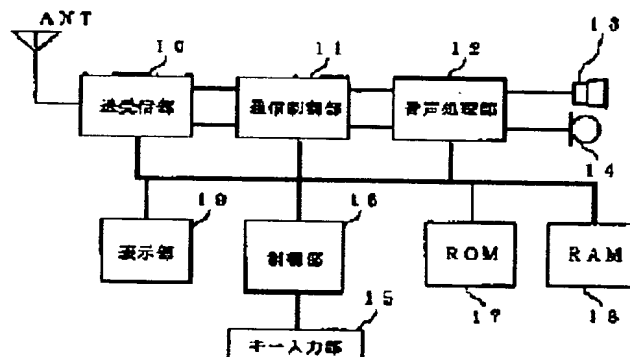 ANT
10
11
12
13
送受信部
通信制御部
音声処理部
14
19
16
表示部
制御部
ROM
RAM
17
18
15
キー入力部